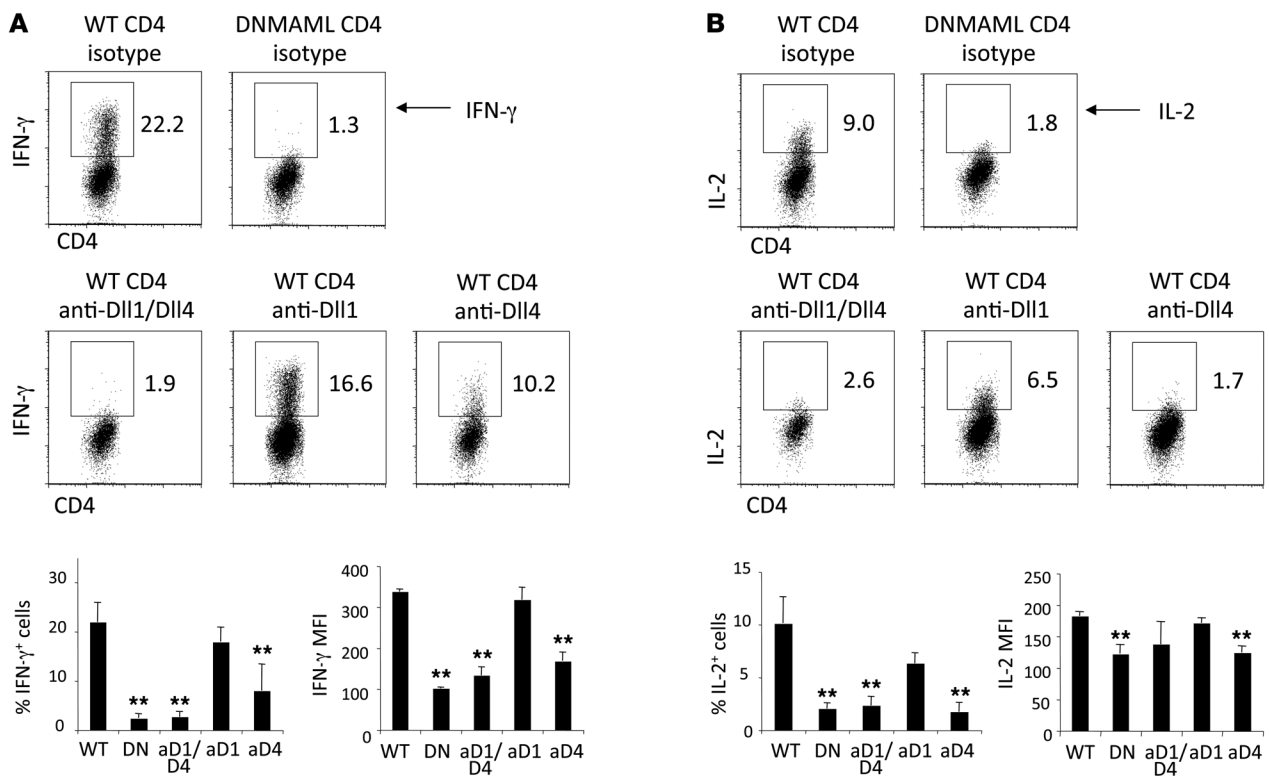 A
WT CD4
isotype
DNMAML CD4
isotype
IFN-γ
22.2
1.3
IFN-γ
CD4
WT CD4
anti-Dll1/Dll4
WT CD4
anti-Dll1
WT CD4
anti-Dll4
IFN-γ
1.9
16.6
10.2
CD4
% IFN-γ+ cells
30
20
10
0
**
**
**
WT
DN
aD1/
D4
aD1
aD4
IFN-γ MFI
400
300
200
100
0
**
**
**
WT
DN
aD1/
D4
aD1
aD4
B
WT CD4
isotype
DNMAML CD4
isotype
IL-2
9.0
1.8
IL-2
CD4
WT CD4
anti-Dll1/Dll4
WT CD4
anti-Dll1
WT CD4
anti-Dll4
IL-2
2.6
6.5
1.7
CD4
% IL-2+ cells
15
10
5
0
**
**
**
WT
DN
aD1/
D4
aD1
aD4
IL-2 MFI
250
200
150
100
50
0
**
**
WT
DN
aD1/
D4
aD1
aD4